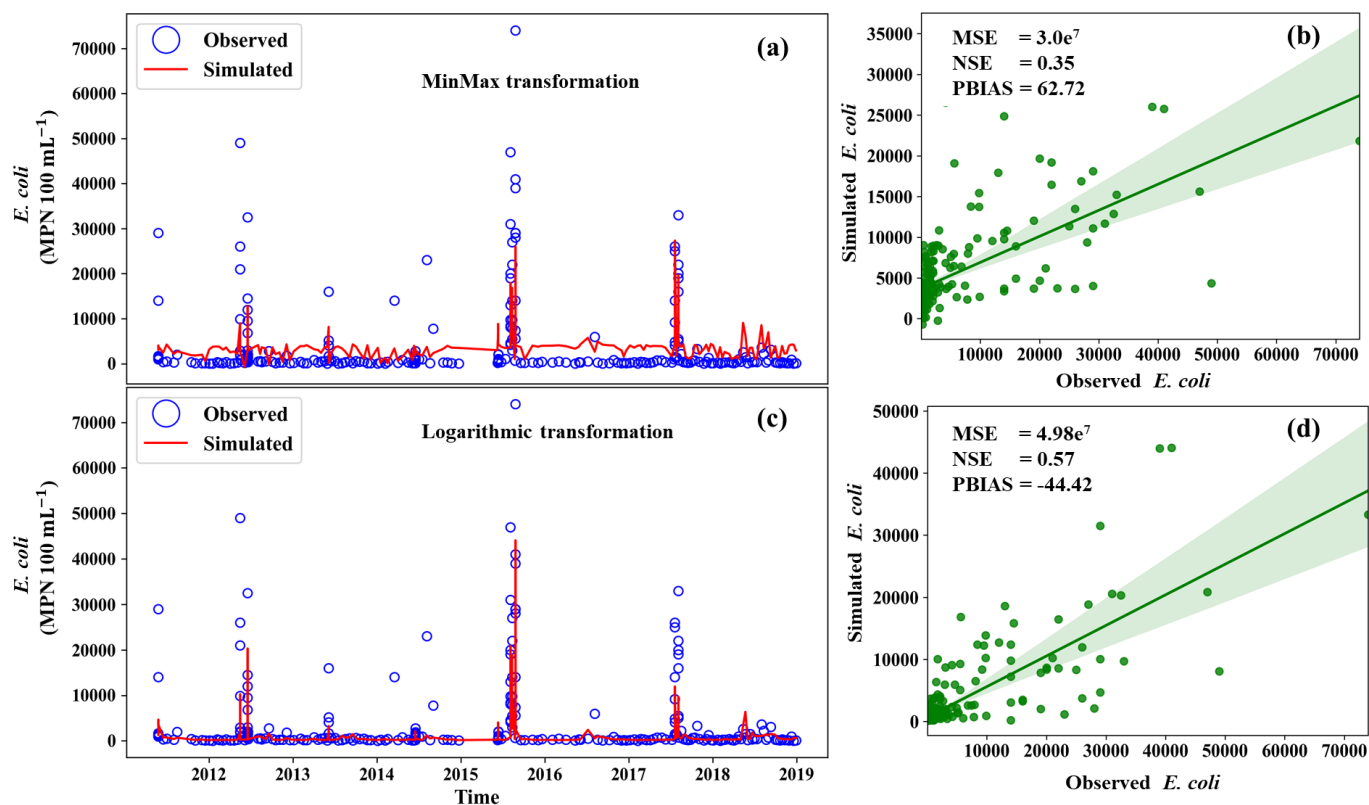 Observed
Simulated
MinMax transformation
(a)
70000
60000
50000
40000
30000
20000
10000
0
E. coli
(MPN 100 mL−1)
MSE = 3.0e7
NSE = 0.35
PBIAS = 62.72
(b)
35000
30000
25000
20000
15000
10000
5000
0
Simulated E. coli
10000 20000 30000 40000 50000 60000 70000
Observed E. coli
Observed
Simulated
Logarithmic transformation
(c)
70000
60000
50000
40000
30000
20000
10000
0
E. coli
(MPN 100 mL−1)
2012 2013 2014 2015 2016 2017 2018 2019
Time
MSE = 4.98e7
NSE = 0.57
PBIAS = -44.42
(d)
50000
40000
30000
20000
10000
0
Simulated E. coli
10000 20000 30000 40000 50000 60000 70000
Observed E. coli